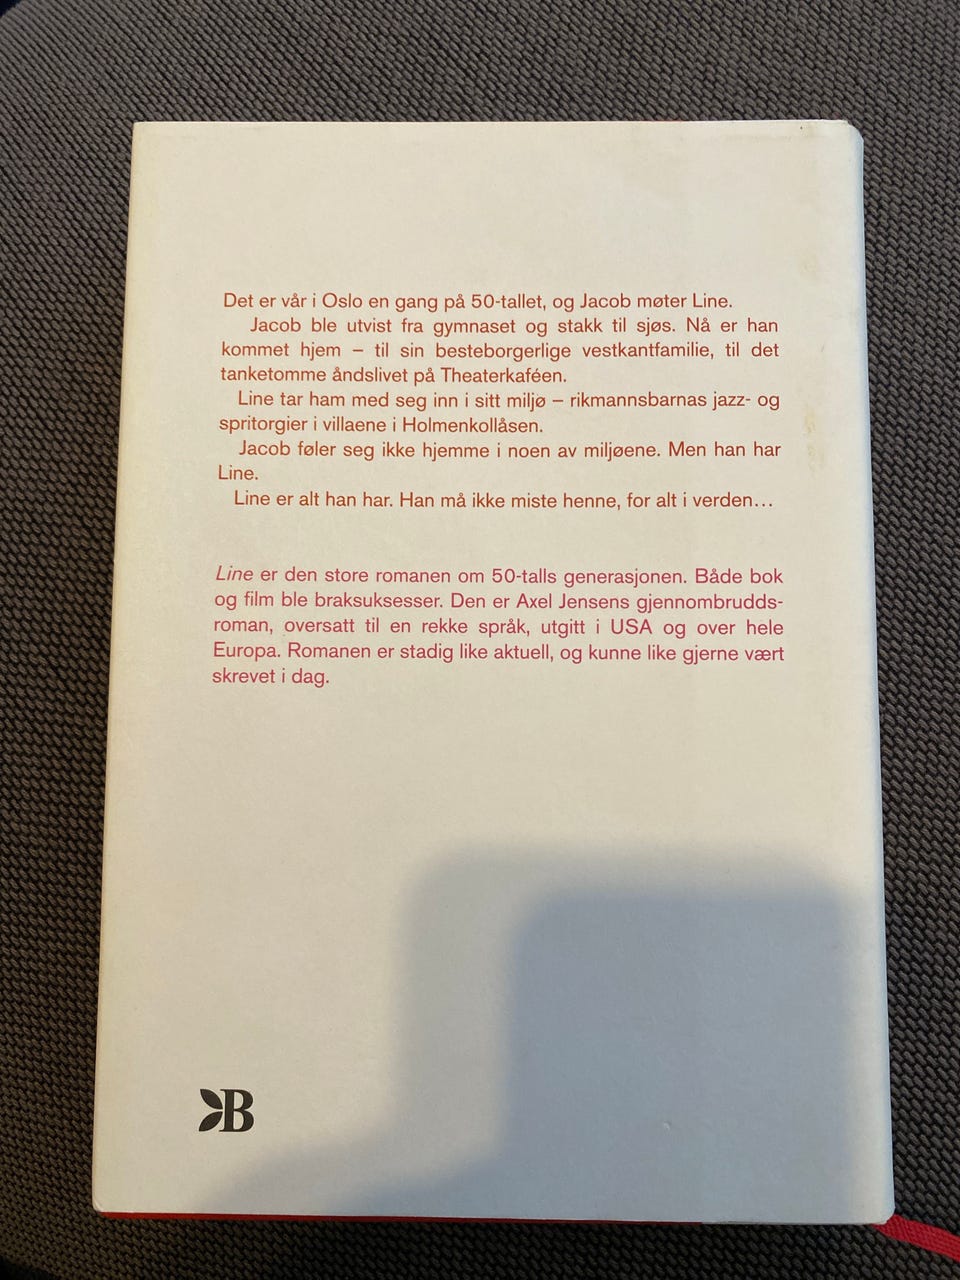 Det er vår i Oslo en gang på 50-tallet, og Jacob møter Line.
Jacob ble utvist fra gymnaset og stakk til sjøs. Nå er han
kommet hjem – til sin besteborgerlige vestkantfamilie, til det
tanketomme åndslivet på Theaterkaféen.
Line tar ham med seg inn i sitt miljø – rikmannsbarnas jazz- og
spritorgier i villaene i Holmenkollåsen.
Jacob føler seg ikke hjemme i noen av miljøene. Men han har
Line.
Line er alt han har. Han må ikke miste henne, for alt i verden...
Line er den store romanen om 50-talls generasjonen. Både bok
og film ble braksuksesser. Den er Axel Jensens gjennombrudds-
roman, oversatt til en rekke språk, utgitt i USA og over hele
Europa. Romanen er stadig like aktuell, og kunne like gjerne vært
skrevet i dag.
B